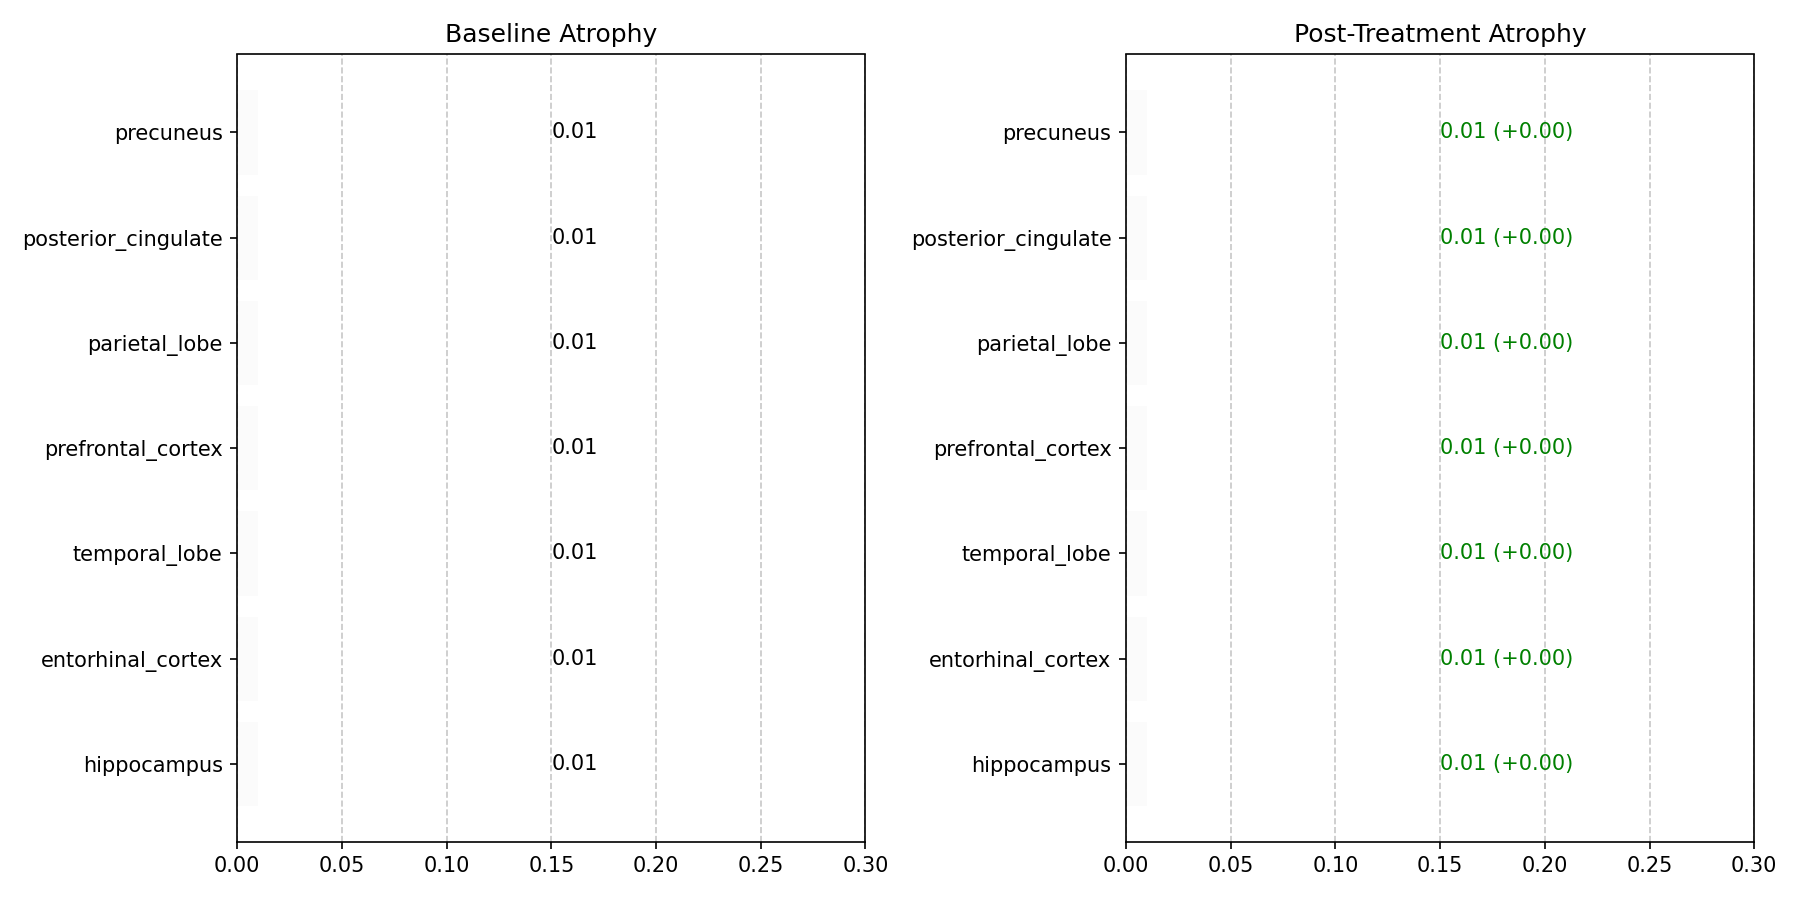 Baseline Atrophy
precuneus
0.01
posterior_cingulate
0.01
parietal_lobe
0.01
prefrontal_cortex
0.01
temporal_lobe
0.01
entorhinal_cortex
0.01
hippocampus
0.01
0.00 0.05 0.10 0.15 0.20 0.25 0.30
Post-Treatment Atrophy
precuneus
0.01 (+0.00)
posterior_cingulate
0.01 (+0.00)
parietal_lobe
0.01 (+0.00)
prefrontal_cortex
0.01 (+0.00)
temporal_lobe
0.01 (+0.00)
entorhinal_cortex
0.01 (+0.00)
hippocampus
0.01 (+0.00)
0.00 0.05 0.10 0.15 0.20 0.25 0.30